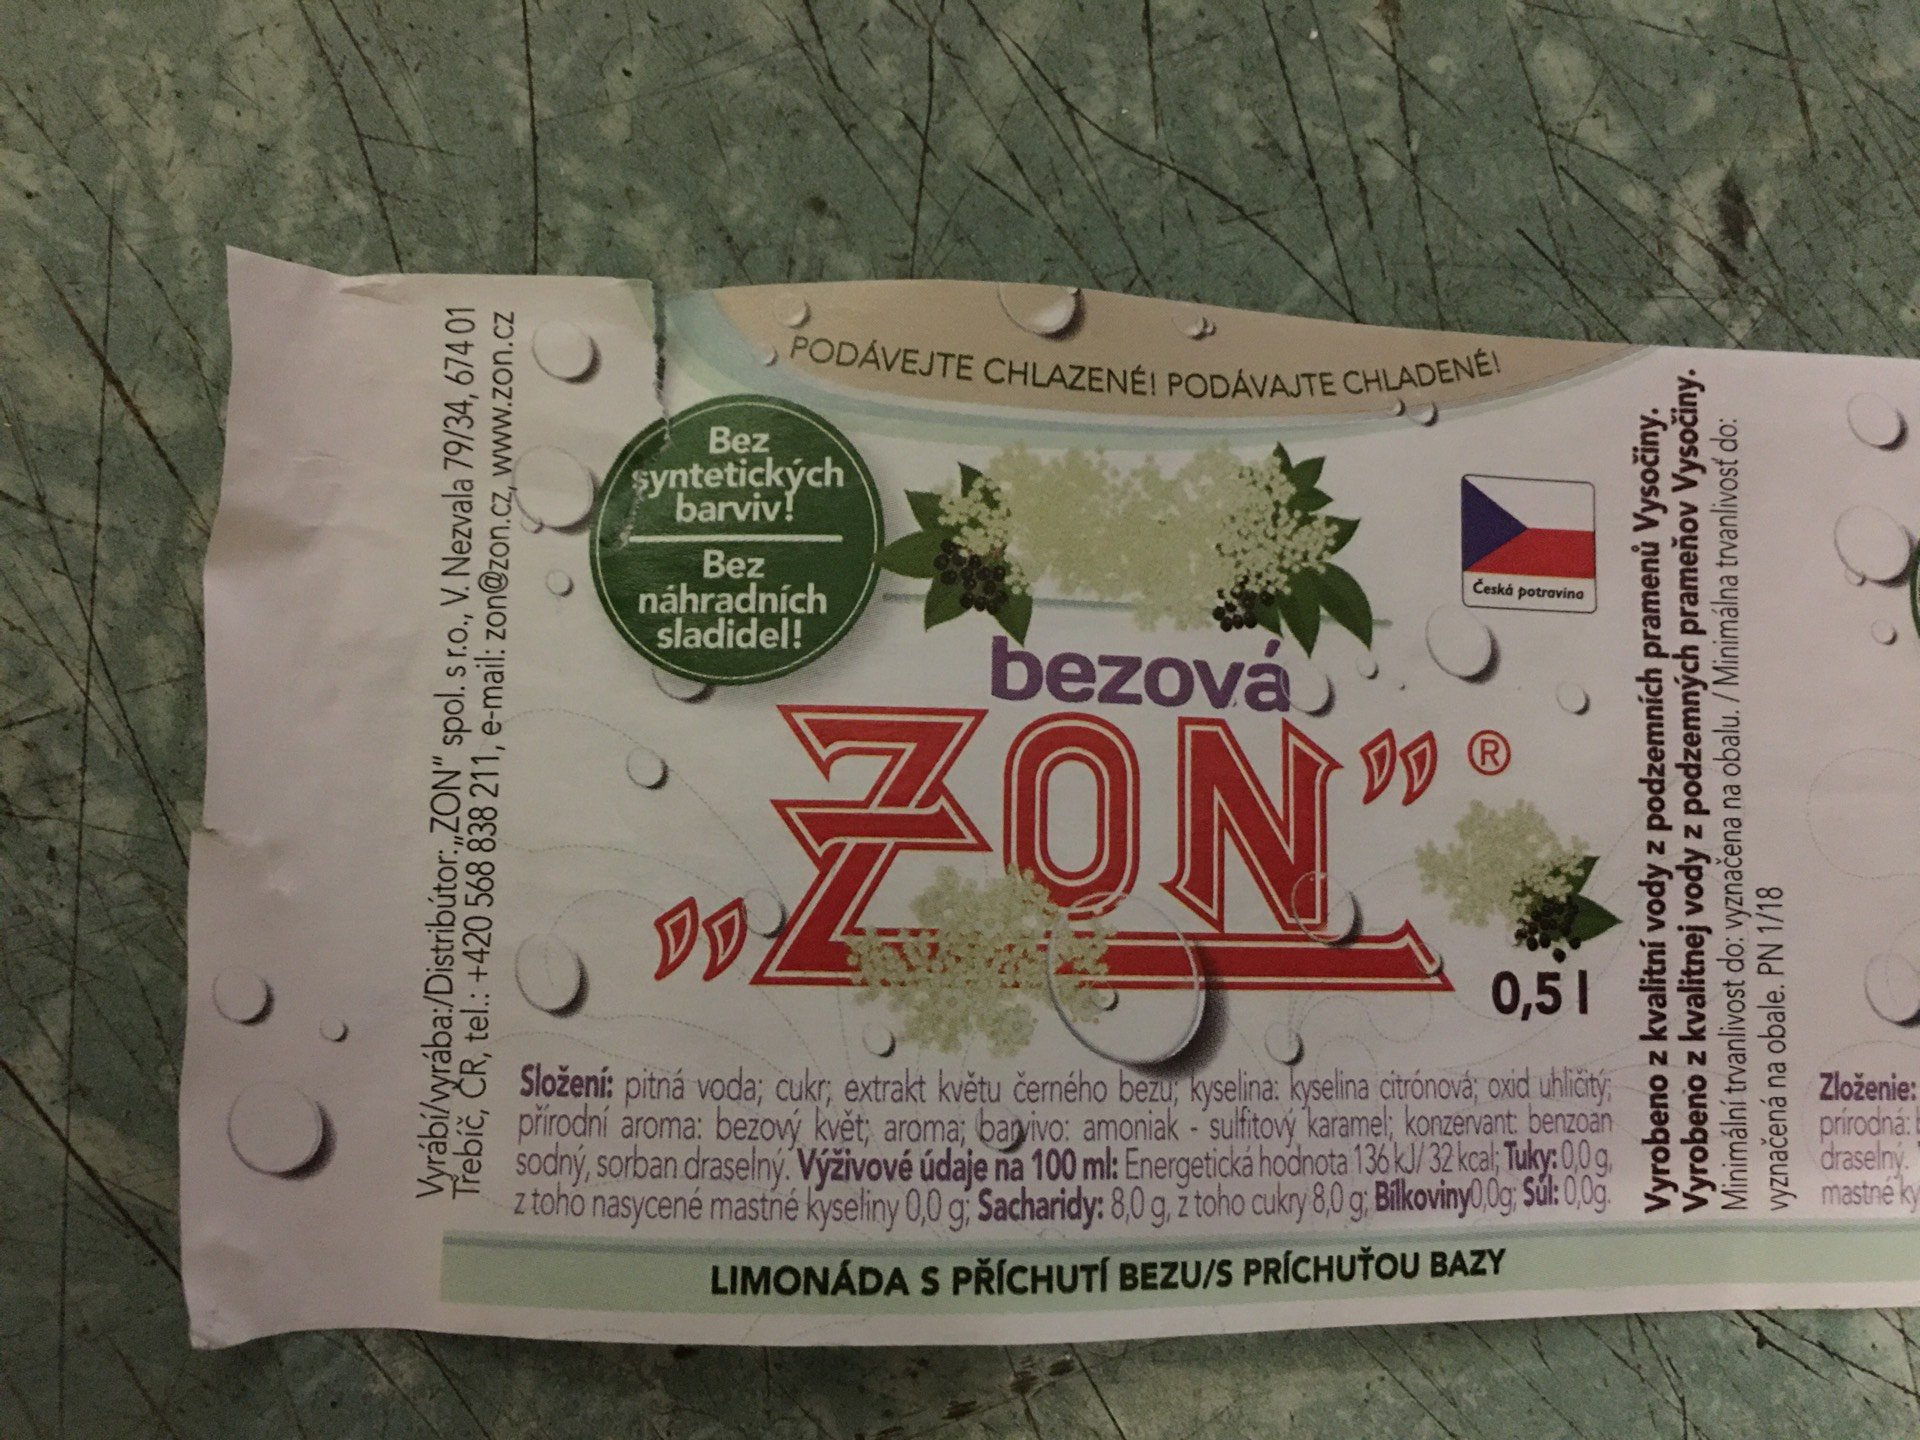 PODÁVEJTE CHLAZENÉ! PODÁVAJTE CHLADENÉ!
Bez
syntetických
barviv!
Bez
náhradních
sladidel!
Česká potravina
bezová
„ZON” ®
0,5 l
Složení: pitná voda; cukr; extrakt květu černého bezu; kyselina: kyselina citrónová; oxid uhličitý;
přírodní aroma: bezový květ; aroma; barvivo: amoniak - sulfitový karamel; konzervant: benzoan
sodný, sorban draselný. Výživové údaje na 100 ml: Energetická hodnota 136 kJ/ 32 kcal; Tuky: 0,0 g,
z toho nasycené mastné kyseliny 0,0 g; Sacharidy: 8,0 g, z toho cukry 8,0 g; Bílkoviny0,0g; Sůl: 0,0g.
LIMONÁDA S PŘÍCHUTÍ BEZU/S PRÍCHUŤOU BAZY
Vyrábí/vyrába:/Distribútor:„ZON" spol. s r.o., V. Nezvala 79/34, 674 01
Třebíč, ČR, tel.: +420 568 838 211, e-mail: zon@zon.cz, www.zon.cz
Vyrobeno z kvalitní vody z podzemních pramenů Vysočiny.
Vyrobeno z kvalitnej vody z podzemných prameňov Vysočiny.
Minimální trvanlivost do: vyznačena na obalu. / Minimálna trvanlivosť do:
vyznačená na obale. PN 1/18
Zloženie:
prírodná:
draselný.
mastné ky